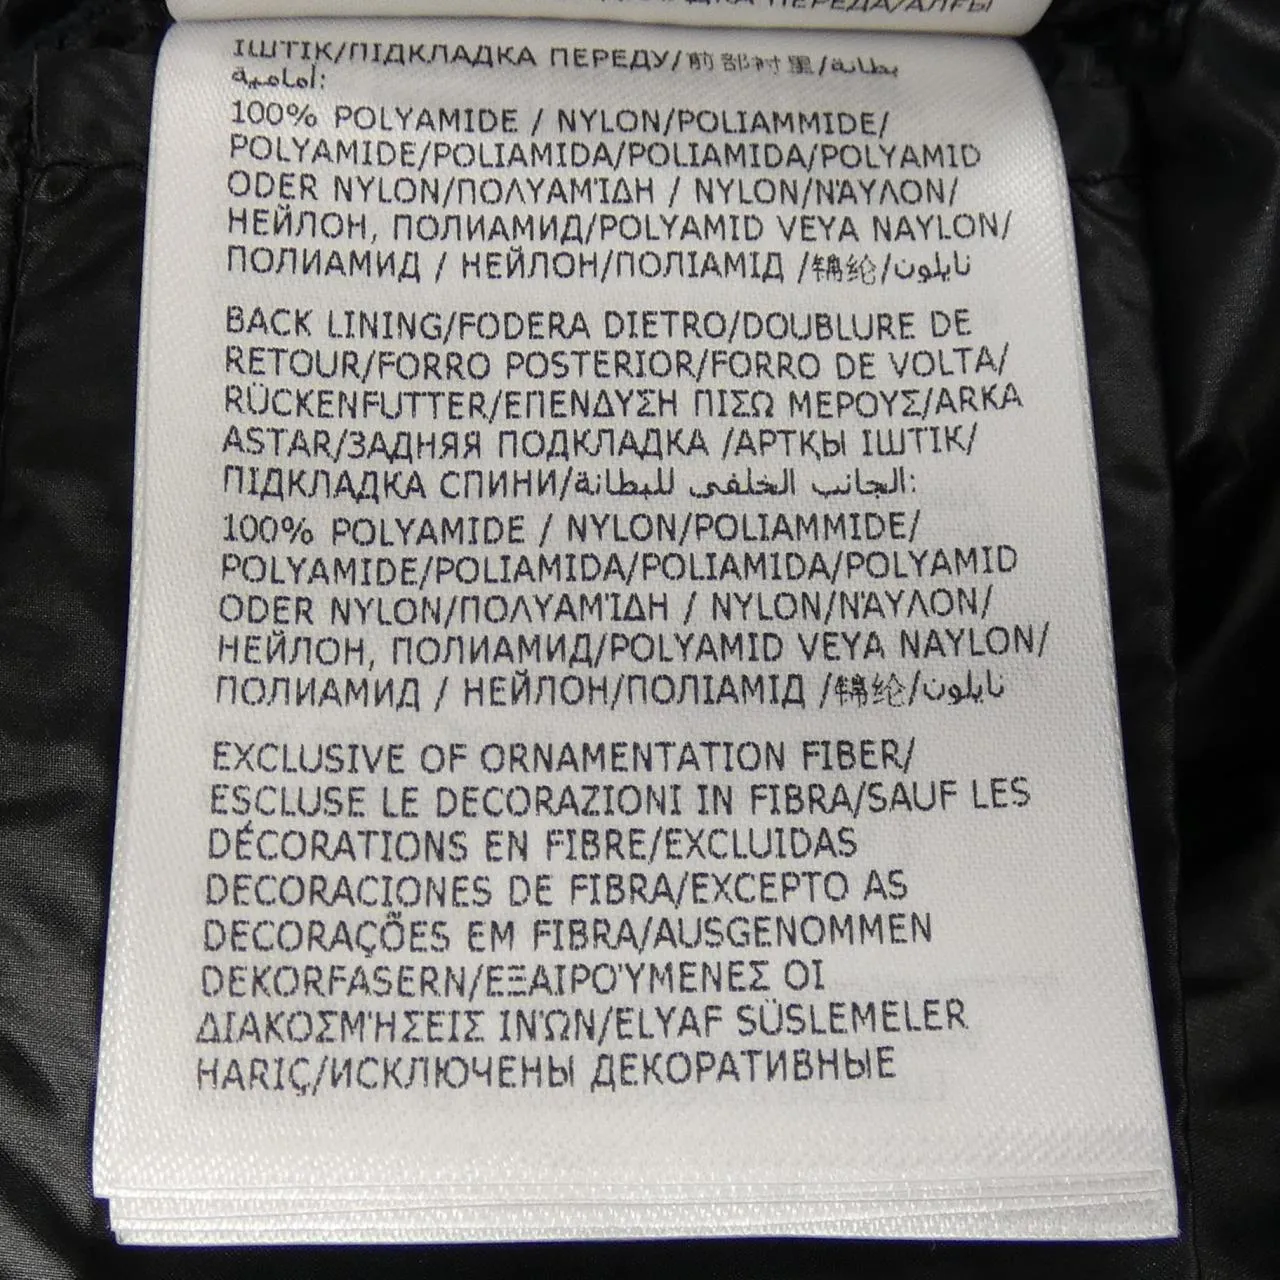 ПЕРЕДА/АЛҒЫ
ІШТІК/ПІДКЛАДКА ПЕРЕДУ/前部衬里/بطانة
أمامية:
100% POLYAMIDE / NYLON/POLIAMMIDE/
POLYAMIDE/POLIAMIDA/POLIAMIDA/POLYAMID
ODER NYLON/ΠΟΛΥΑΜΊΔΗ / NYLON/ΝΆΥΛΟΝ/
НЕЙЛОН, ПОЛИАМИД/POLYAMID VEYA NAYLON/
ПОЛИАМИД / НЕЙЛОН/ПОЛІАМІД /锦纶/نايلون
BACK LINING/FODERA DIETRO/DOUBLURE DE
RETOUR/FORRO POSTERIOR/FORRO DE VOLTA/
RÜCKENFUTTER/ΕΠΕΝΔΥΣΗ ΠΙΣΩ ΜΕΡΟΥΣ/ARKA
ASTAR/ЗАДНЯЯ ПОДКЛАДКА /АРТҚЫ ІШТІК/
ПІДКЛАДКА СПИНИ/الجانب الخلفي للبطانة:
100% POLYAMIDE / NYLON/POLIAMMIDE/
POLYAMIDE/POLIAMIDA/POLIAMIDA/POLYAMID
ODER NYLON/ΠΟΛΥΑΜΊΔΗ / NYLON/ΝΆΥΛΟΝ/
НЕЙЛОН, ПОЛИАМИД/POLYAMID VEYA NAYLON/
ПОЛИАМИД / НЕЙЛОН/ПОЛІАМІД /锦纶/نايلون
EXCLUSIVE OF ORNAMENTATION FIBER/
ESCLUSE LE DECORAZIONI IN FIBRA/SAUF LES
DÉCORATIONS EN FIBRE/EXCLUIDAS
DECORACIONES DE FIBRA/EXCEPTO AS
DECORAÇÕES EM FIBRA/AUSGENOMMEN
DEKORFASERN/ΕΞΑΙΡΟΎΜΕΝΕΣ ΟΙ
ΔΙΑΚΟΣΜΉΣΕΙΣ ΙΝΏΝ/ELYAF SÜSLEMELER
HARIÇ/ИСКЛЮЧЕНЫ ДЕКОРАТИВНЫЕ